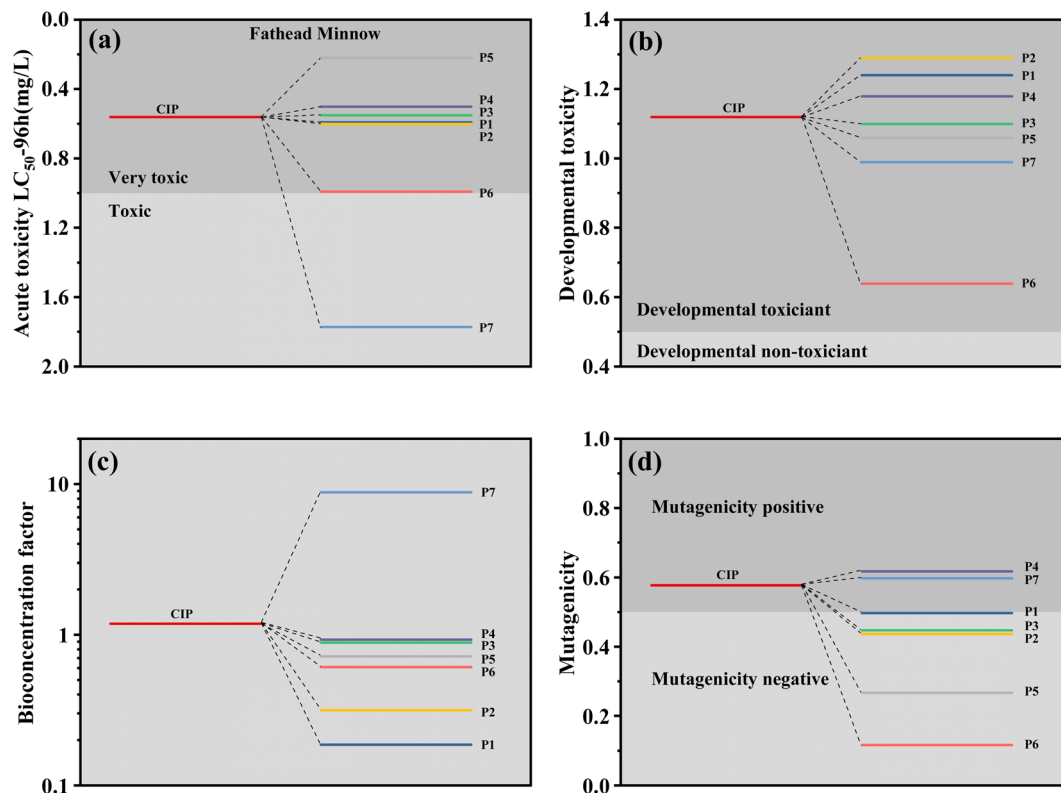 (a)
Fathead Minnow
Acute toxicity LC₅₀-96h(mg/L)
0.0
0.4
0.8
1.2
1.6
2.0
CIP
P5
P4
P3
P1
P2
P6
P7
Very toxic
Toxic
(b)
Developmental toxicity
1.4
1.2
1.0
0.8
0.6
0.4
CIP
P2
P1
P4
P3
P5
P7
P6
Developmental toxiciant
Developmental non-toxiciant
(c)
Bioconcentration factor
10
1
0.1
CIP
P7
P4
P3
P5
P6
P2
P1
(d)
Mutagenicity
1.0
0.8
0.6
0.4
0.2
0.0
Mutagenicity positive
CIP
P4
P7
P1
P3
P2
P5
P6
Mutagenicity negative